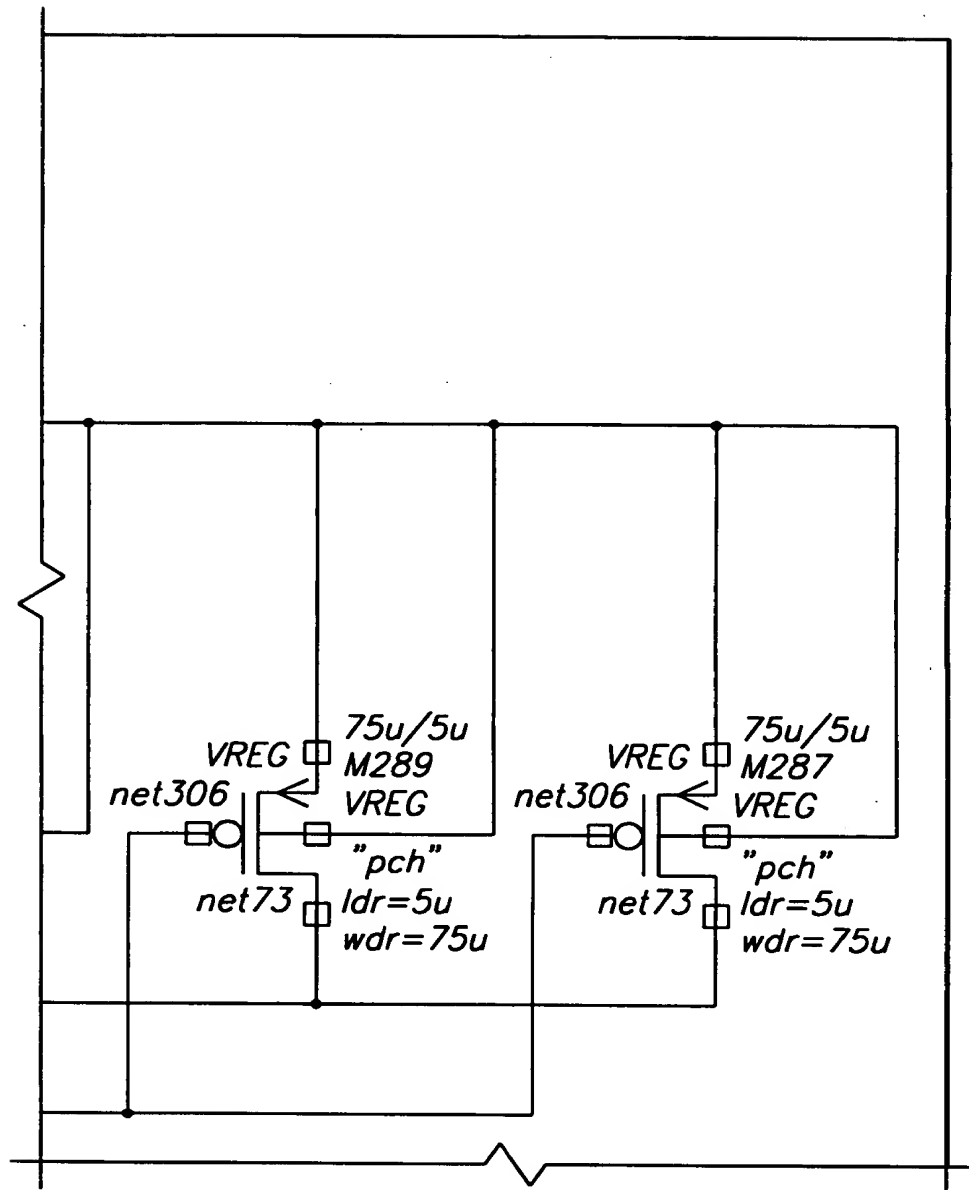 75u/5u
VREG M289
net306 VREG
"pch"
net73 ldr=5u
wdr=75u
75u/5u
VREG M287
net306 VREG
"pch"
net73 ldr=5u
wdr=75u